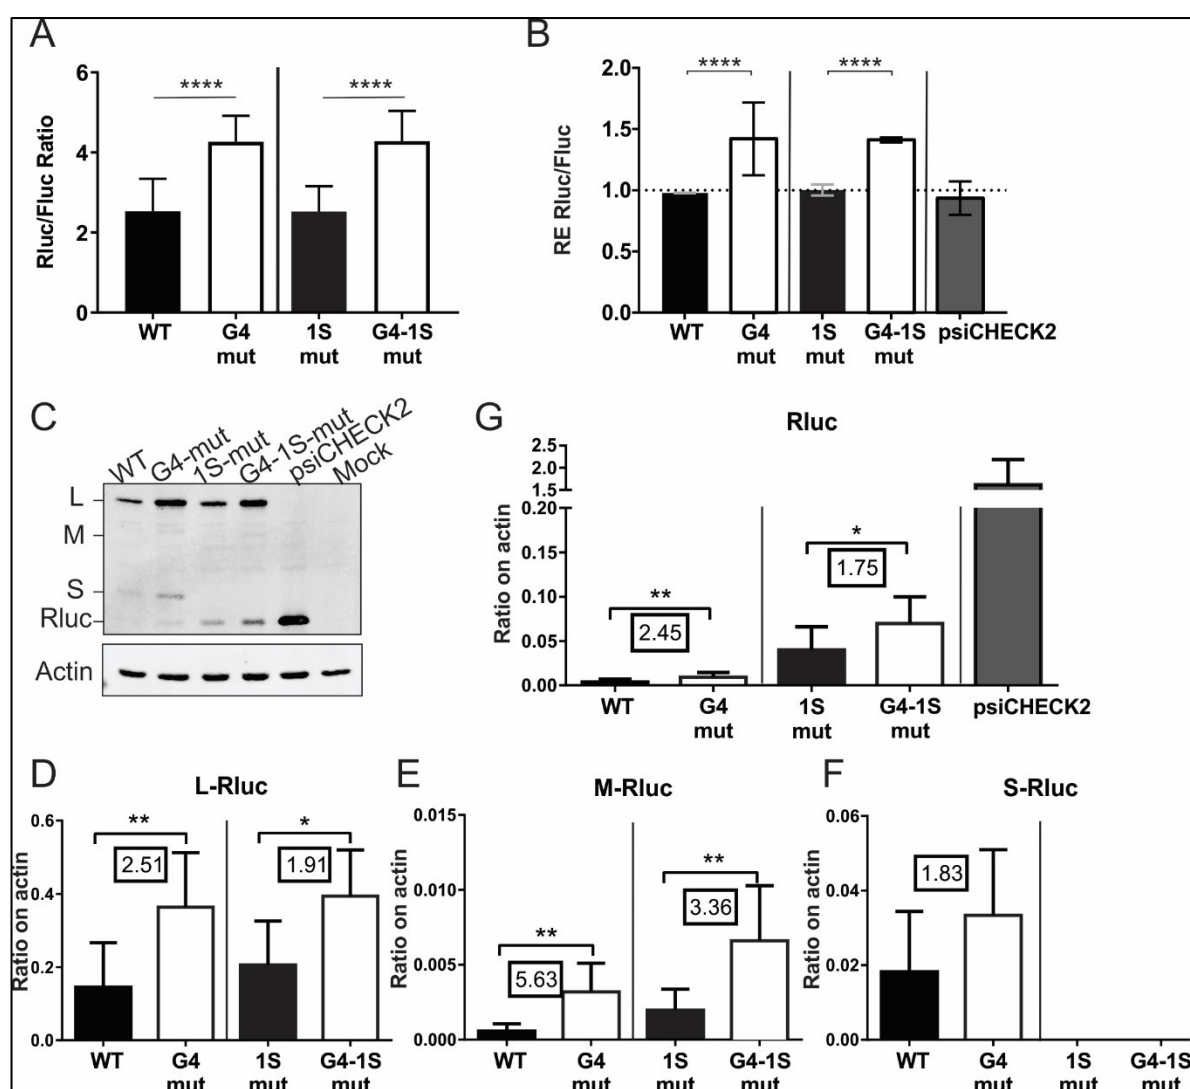 A
6
4
2
0
Rluc/Fluc Ratio
****
****
WT
G4
mut
1S
mut
G4-1S
mut
B
2.0
1.5
1.0
0.5
0.0
RE Rluc/Fluc
****
****
WT
G4
mut
1S
mut
G4-1S
mut
psiCHECK2
C
WT
G4-mut
1S-mut
G4-1S-mut
psiCHECK2
Mock
L
M
S
Rluc
Actin
G
Rluc
2.5
2.0
1.5
0.20
0.15
0.10
0.05
0.00
Ratio on actin
**
2.45
*
1.75
WT
G4
mut
1S
mut
G4-1S
mut
psiCHECK2
D
L-Rluc
0.6
0.4
0.2
0.0
Ratio on actin
**
2.51
*
1.91
WT
G4
mut
1S
mut
G4-1S
mut
E
M-Rluc
0.015
0.010
0.005
0.000
Ratio on actin
**
5.63
**
3.36
WT
G4
mut
1S
mut
G4-1S
mut
F
S-Rluc
0.06
0.04
0.02
0.00
Ratio on actin
1.83
WT
G4
mut
1S
mut
G4-1S
mut